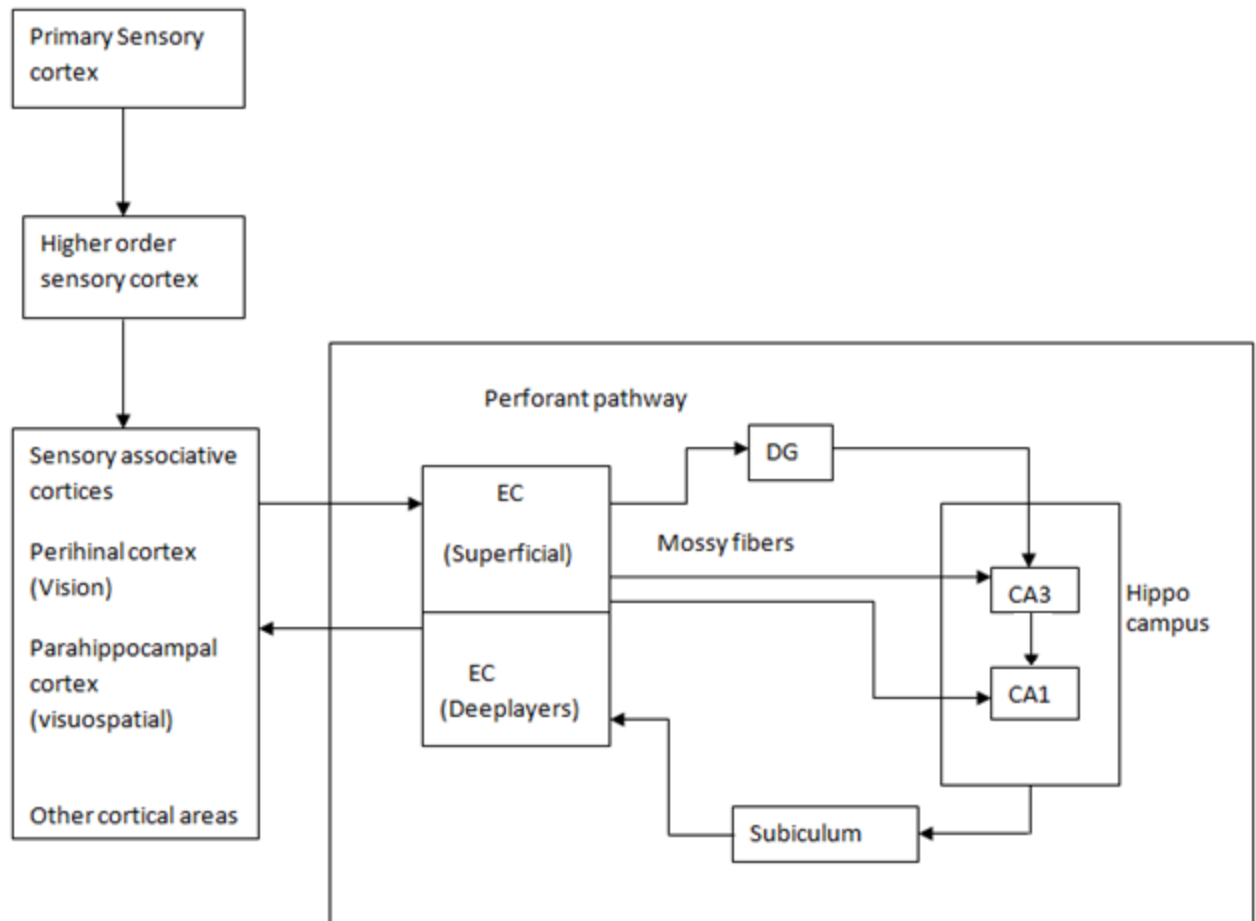 Primary Sensory
cortex
Higher order
sensory cortex
Sensory associative
cortices
Perihinal cortex
(Vision)
Parahippocampal
cortex
(visuospatial)
Other cortical areas
Perforant pathway
DG
EC
(Superficial)
Mossy fibers
CA3
Hippo
campus
EC
(Deeplayers)
CA1
Subiculum